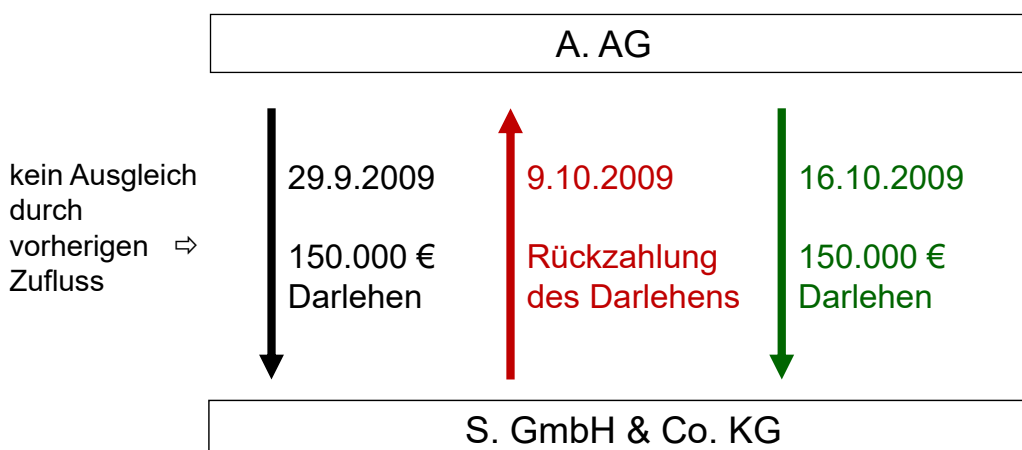 A. AG
kein Ausgleich
durch
vorherigen ⇨
Zufluss
29.9.2009
150.000 €
Darlehen
9.10.2009
Rückzahlung
des Darlehens
16.10.2009
150.000 €
Darlehen
S. GmbH & Co. KG